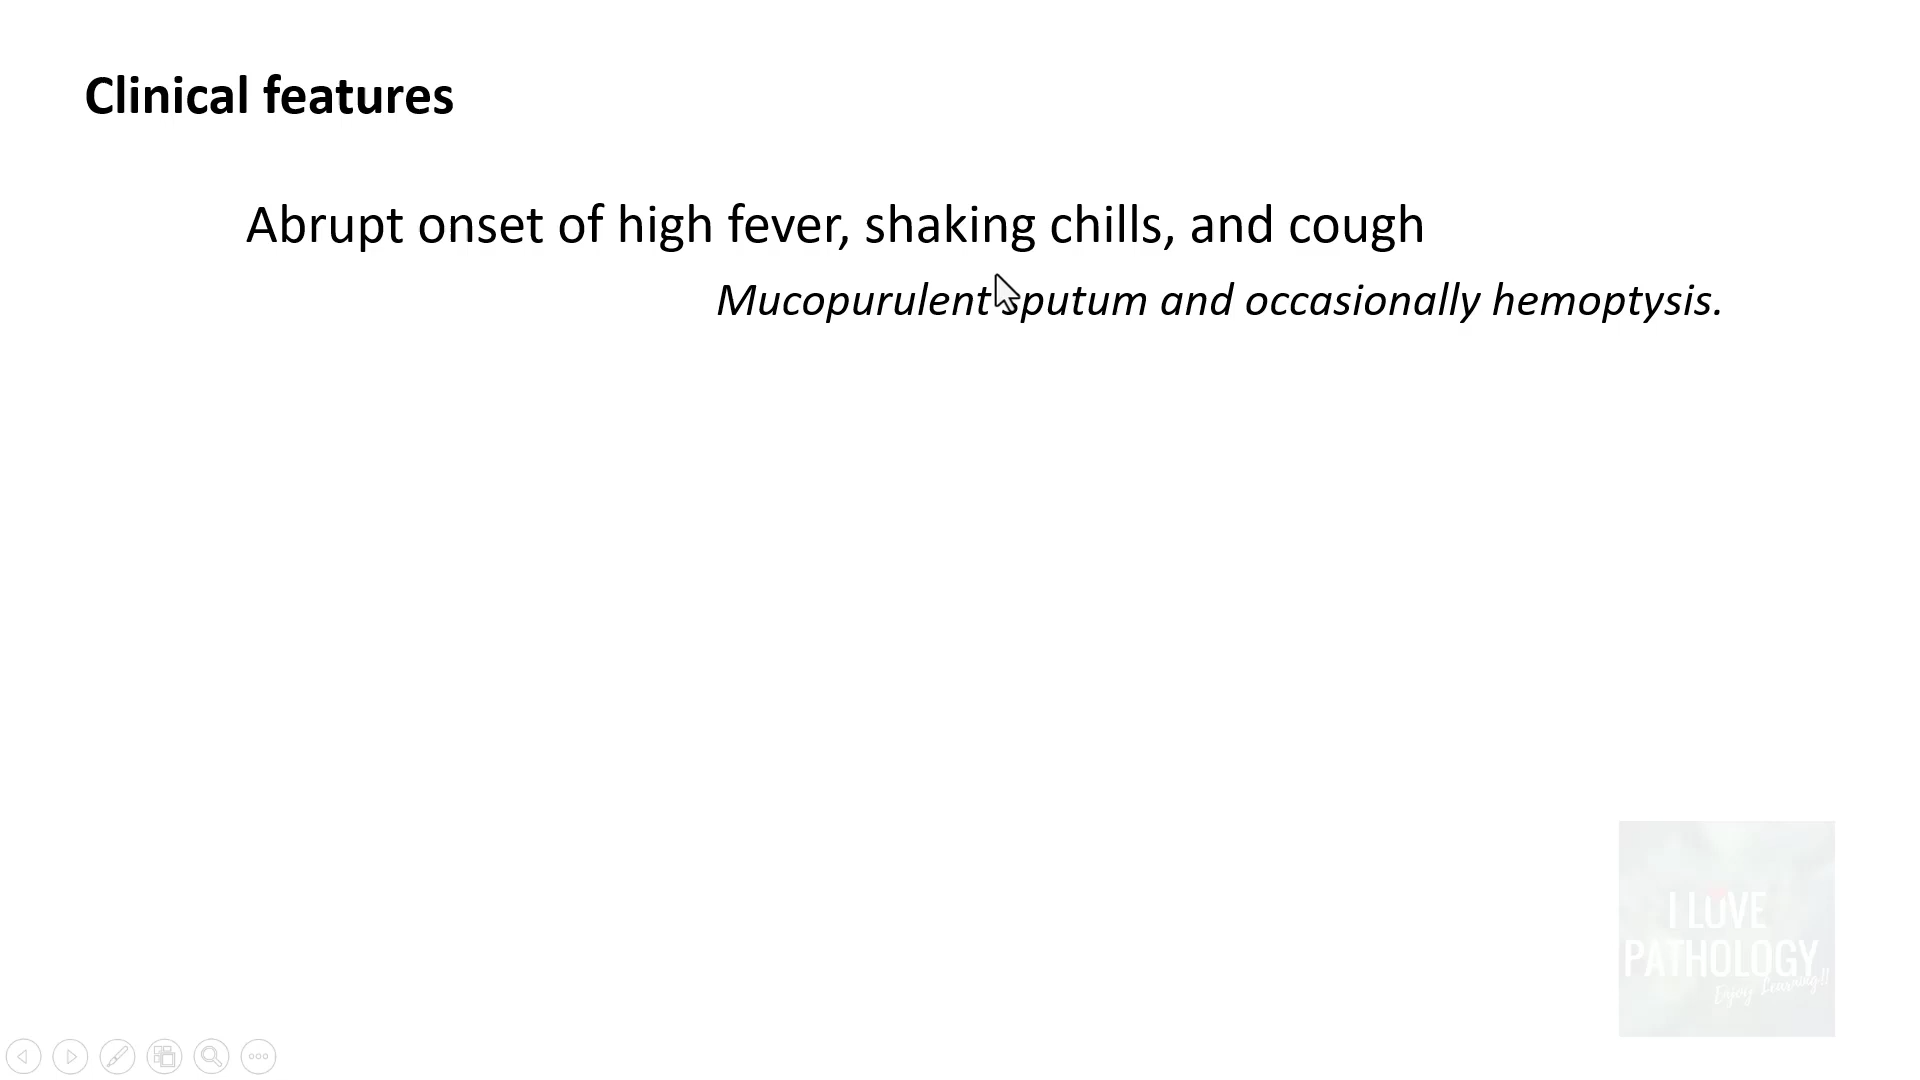 Clinical features
Abrupt onset of high fever, shaking chills, and cough
Mucopurulent sputum and occasionally hemoptysis.
I LOVE
PATHOLOGY
Enjoy Learning!!